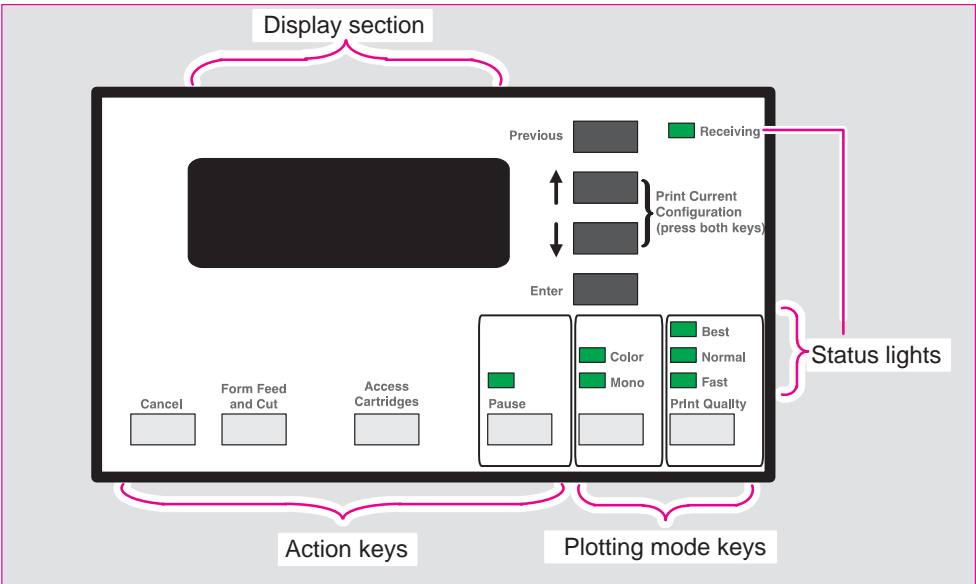 Display section
Previous
Receiving
Print Current
Configuration
(press both keys)
Enter
Best
Color
Normal
Status lights
Mono
Fast
Cancel
Form Feed
and Cut
Access
Cartridges
Pause
Print Quality
Action keys
Plotting mode keys